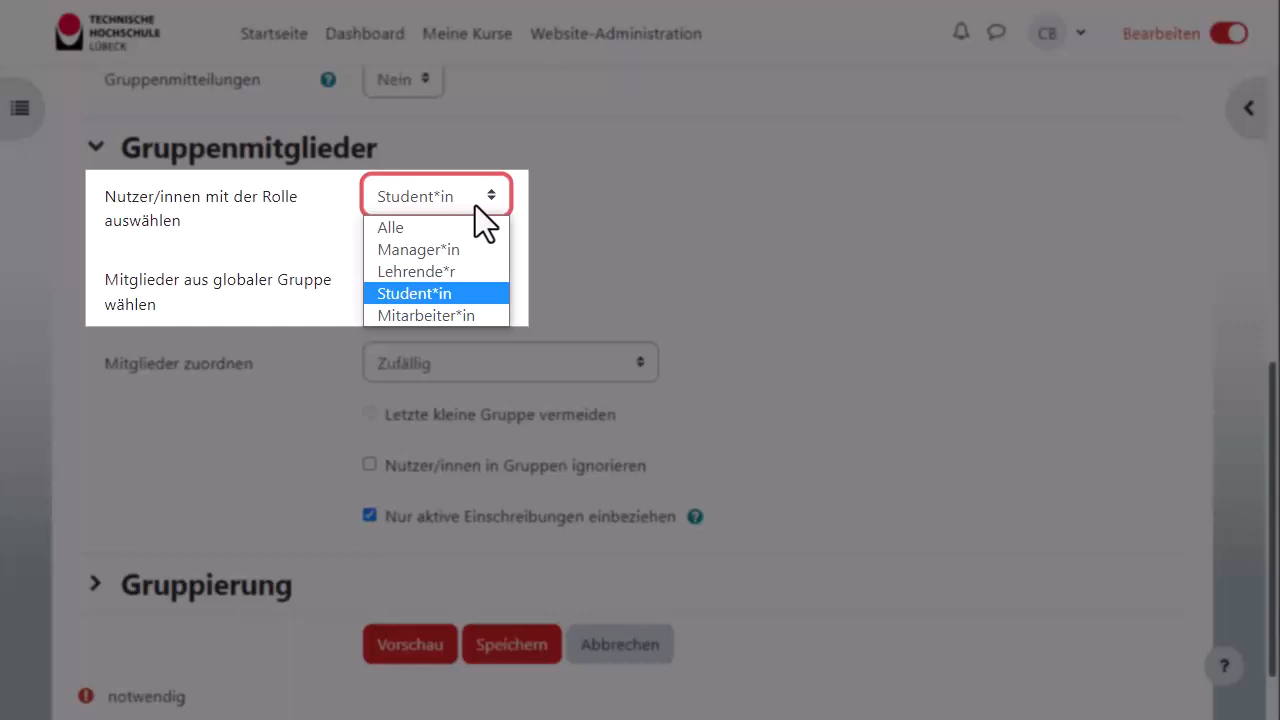 TECHNISCHE
HOCHSCHULE
LÜBECK
Startseite Dashboard Meine Kurse Website-Administration
CB
Bearbeiten
Gruppenmitteilungen ? Nein
Gruppenmitglieder
Nutzer/innen mit der Rolle
auswählen
Student*in
Alle
Manager*in
Lehrende*r
Student*in
Mitarbeiter*in
Mitglieder aus globaler Gruppe
wählen
Mitglieder zuordnen Zufällig
Letzte kleine Gruppe vermeiden
Nutzer/innen in Gruppen ignorieren
Nur aktive Einschreibungen einbeziehen ?
Gruppierung
Vorschau Speichern Abbrechen
?
! notwendig